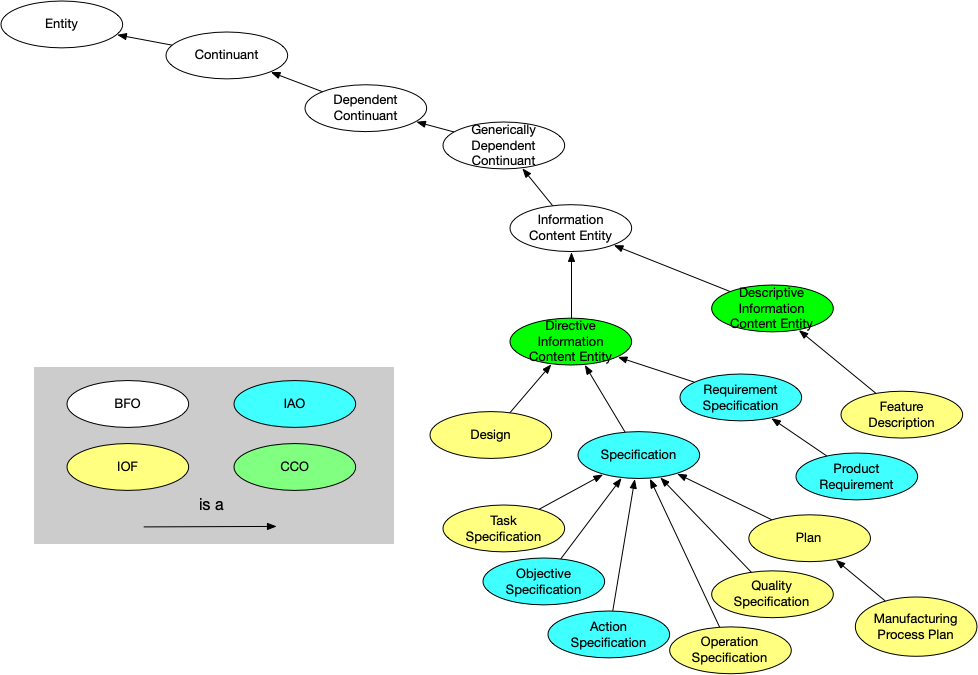 Entity
Continuant
Dependent
Continuant
Generically
Dependent
Continuant
Information
Content Entity
Descriptive
Information
Content Entity
Directive
Information
Content Entity
Requirement
Specification
Feature
Description
Design
Specification
Product
Requirement
Task
Specification
Plan
Objective
Specification
Quality
Specification
Action
Specification
Operation
Specification
Manufacturing
Process Plan
BFO
IAO
IOF
CCO
is a